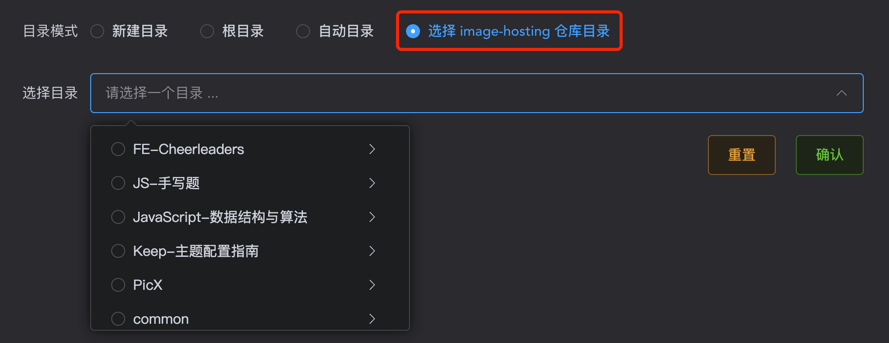 目录模式 新建目录 根目录 自动目录 选择 image-hosting 仓库目录
选择目录 请选择一个目录 ...
FE-Cheerleaders
重置 确认
JS-手写题
JavaScript-数据结构与算法
Keep-主题配置指南
PicX
common